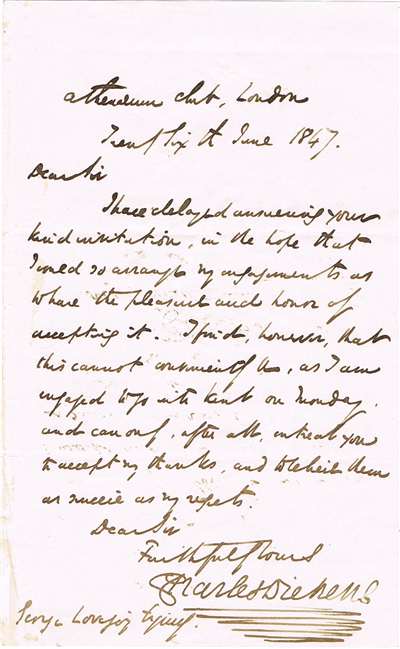 Athenaeum Club, London
Twenty Sixth June 1847.
Dear Sir
I have delayed answering your
kind invitation, in the hope that
I could so arrange my engagements as
to have the pleasure and honor of
accepting it. I find, however, that
this cannot conveniently be, as I am
engaged to go into Kent on Monday,
and can only, after all, entreat you
to accept my thanks, and to believe them
as sincere as my regrets.
Dear Sir
Faithfully Yours
Charles Dickens
George Lovejoy Esquire.